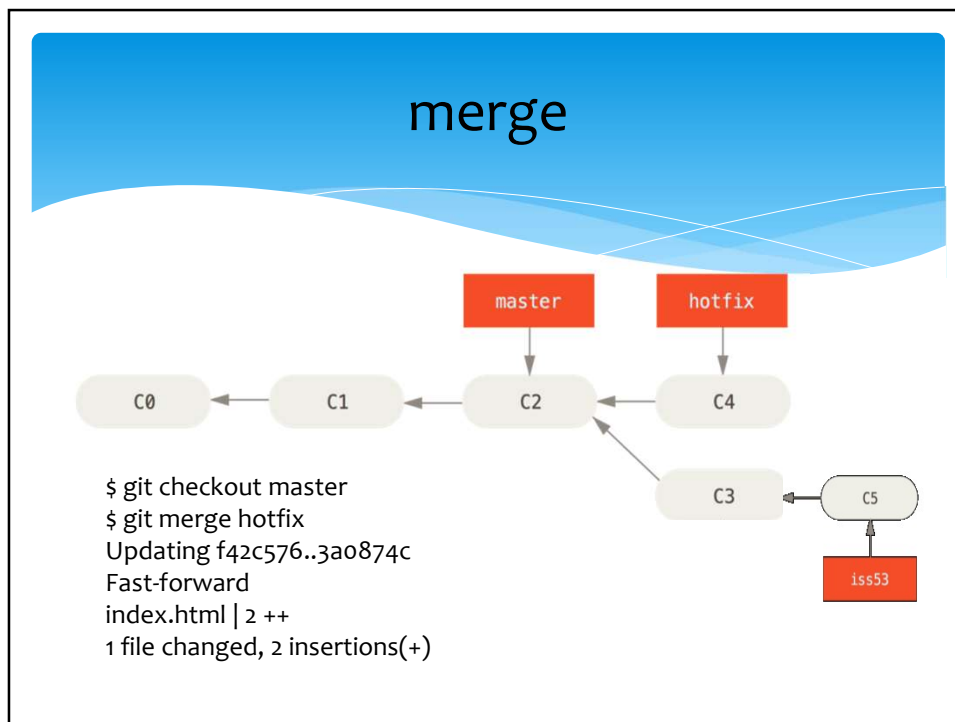 merge
master
hotfix
C0
C1
C2
C4
C3
C5
iss53
$ git checkout master
$ git merge hotfix
Updating f42c576..3a0874c
Fast-forward
index.html | 2 ++
1 file changed, 2 insertions(+)